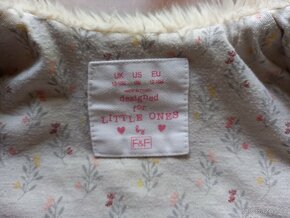 UK US EU
designed
for
LITTLE ONES
by
F&F